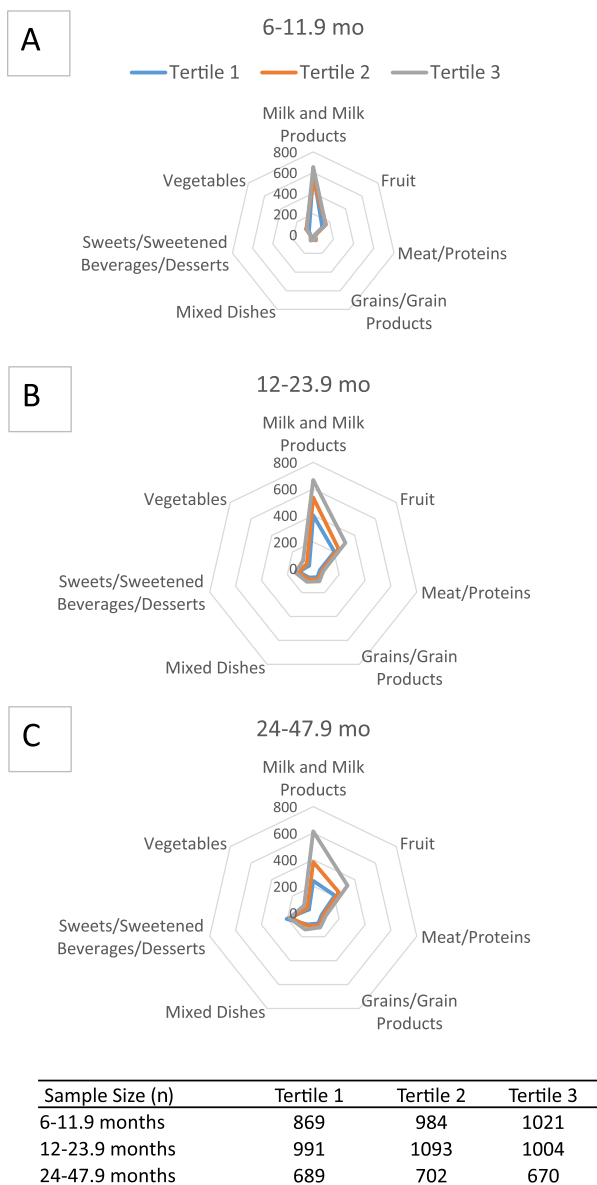 A
6-11.9 mo
Tertile 1 Tertile 2 Tertile 3
Milk and Milk
Products
800
600
400
200
0
Fruit
Meat/Proteins
Grains/Grain
Products
Mixed Dishes
Sweets/Sweetened
Beverages/Desserts
Vegetables
B
12-23.9 mo
Milk and Milk
Products
800
600
400
200
0
Fruit
Meat/Proteins
Grains/Grain
Products
Mixed Dishes
Sweets/Sweetened
Beverages/Desserts
Vegetables
C
24-47.9 mo
Milk and Milk
Products
800
600
400
200
0
Fruit
Meat/Proteins
Grains/Grain
Products
Mixed Dishes
Sweets/Sweetened
Beverages/Desserts
Vegetables
Sample Size (n) Tertile 1 Tertile 2 Tertile 3
6-11.9 months 869 984 1021
12-23.9 months 991 1093 1004
24-47.9 months 689 702 670